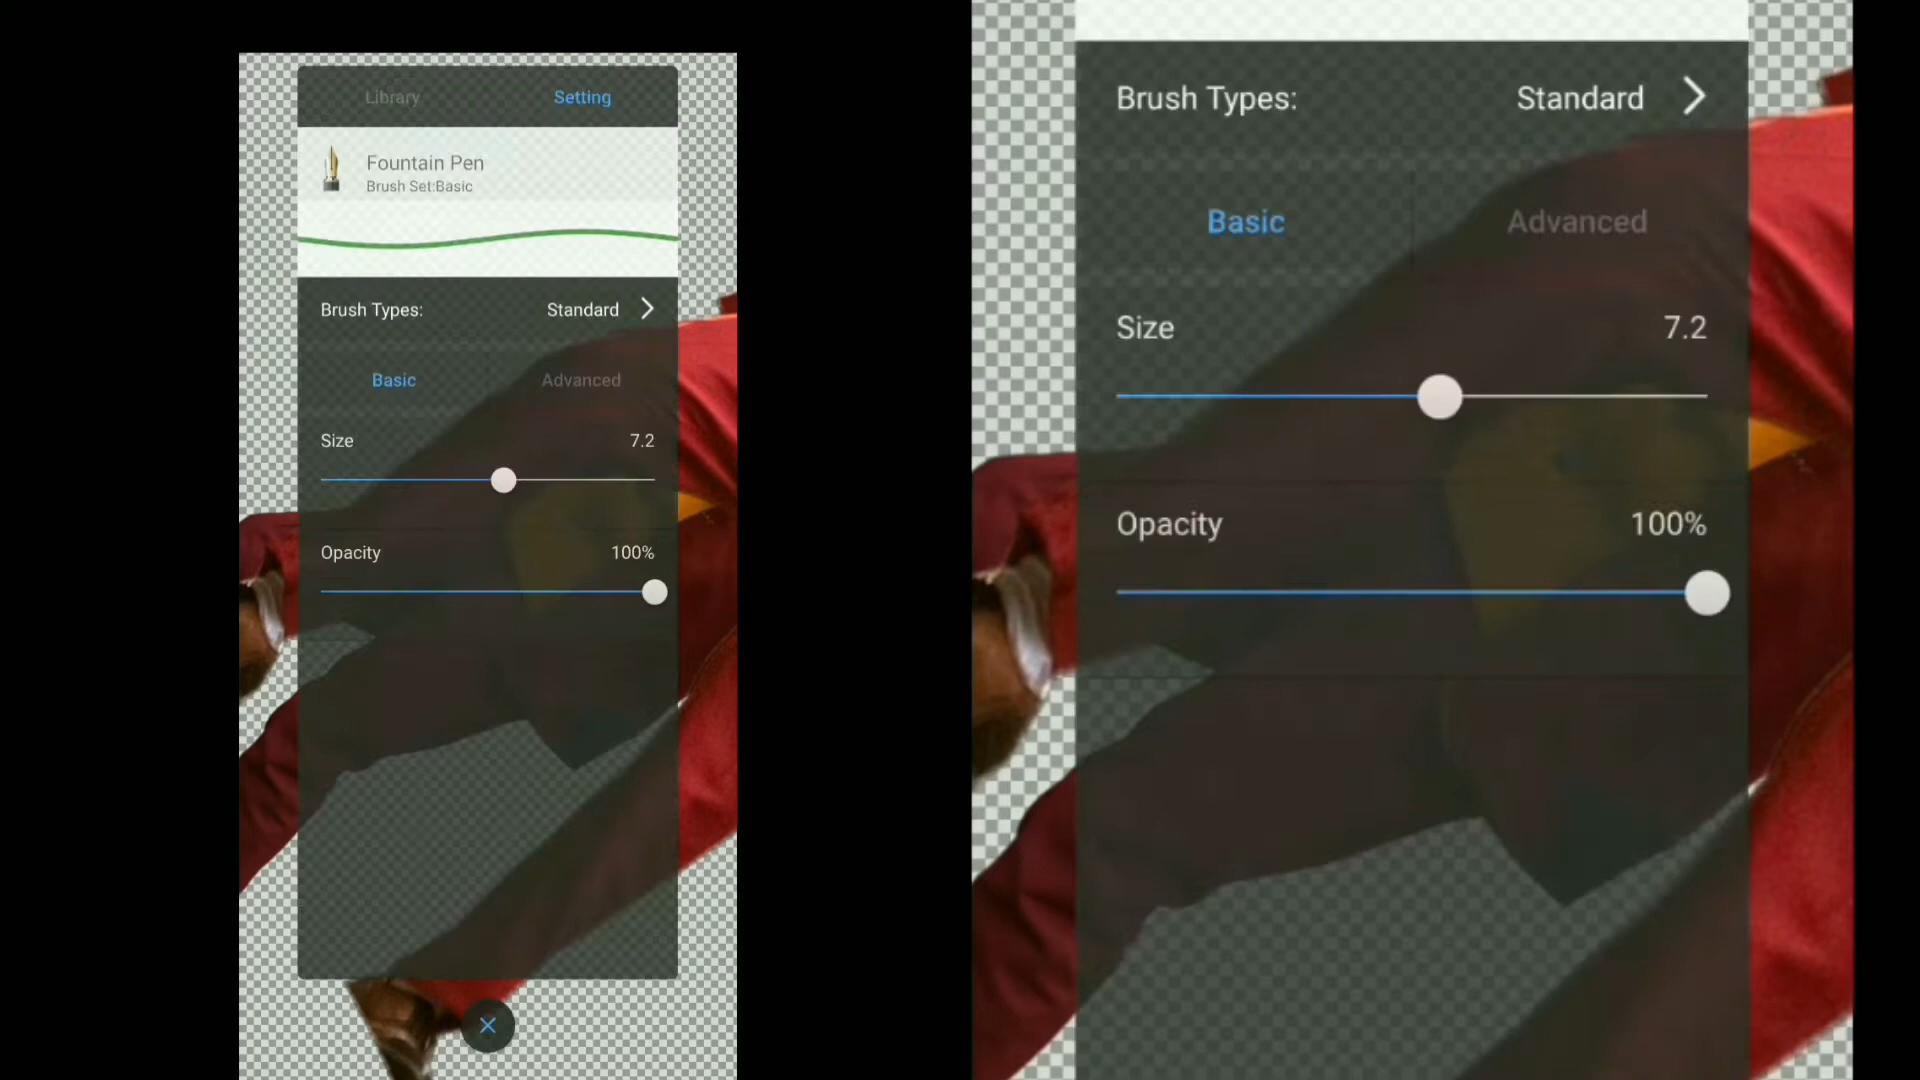 Library Setting
Fountain Pen
Brush Set:Basic
Brush Types: Standard
Basic Advanced
Size 7.2
Opacity 100%
Brush Types: Standard
Basic Advanced
Size 7.2
Opacity 100%